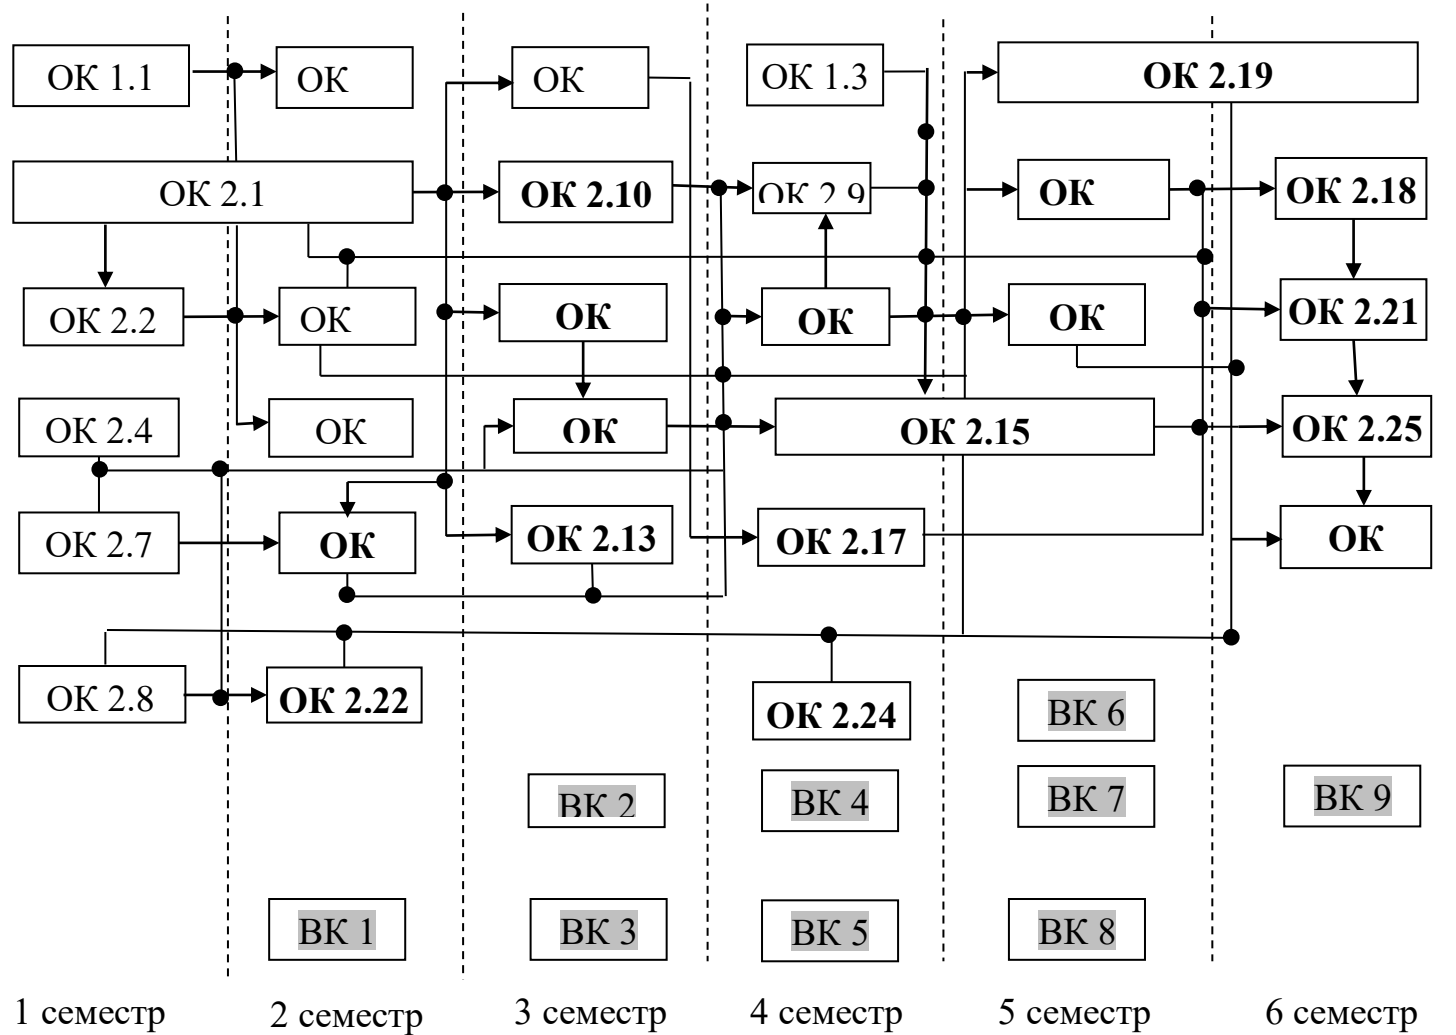 ОК 1.1
ОК
ОК
ОК 1.3
ОК 2.19
ОК 2.1
ОК 2.10
ОК 2.9
ОК
ОК 2.18
ОК 2.2
ОК
ОК
ОК
ОК
ОК 2.21
ОК 2.4
ОК
ОК
ОК 2.15
ОК 2.25
ОК 2.7
ОК
ОК 2.13
ОК 2.17
ОК
ОК 2.8
ОК 2.22
ОК 2.24
ВК 6
ВК 2
ВК 4
ВК 7
ВК 9
ВК 1
ВК 3
ВК 5
ВК 8
1 семестр
2 семестр
3 семестр
4 семестр
5 семестр
6 семестр